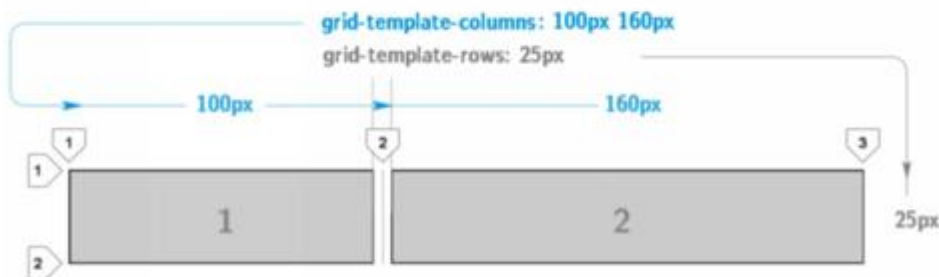 grid-template-columns: 100px 160px
grid-template-rows: 25px
100px 160px
1 2 3
1
1 2
25px
2